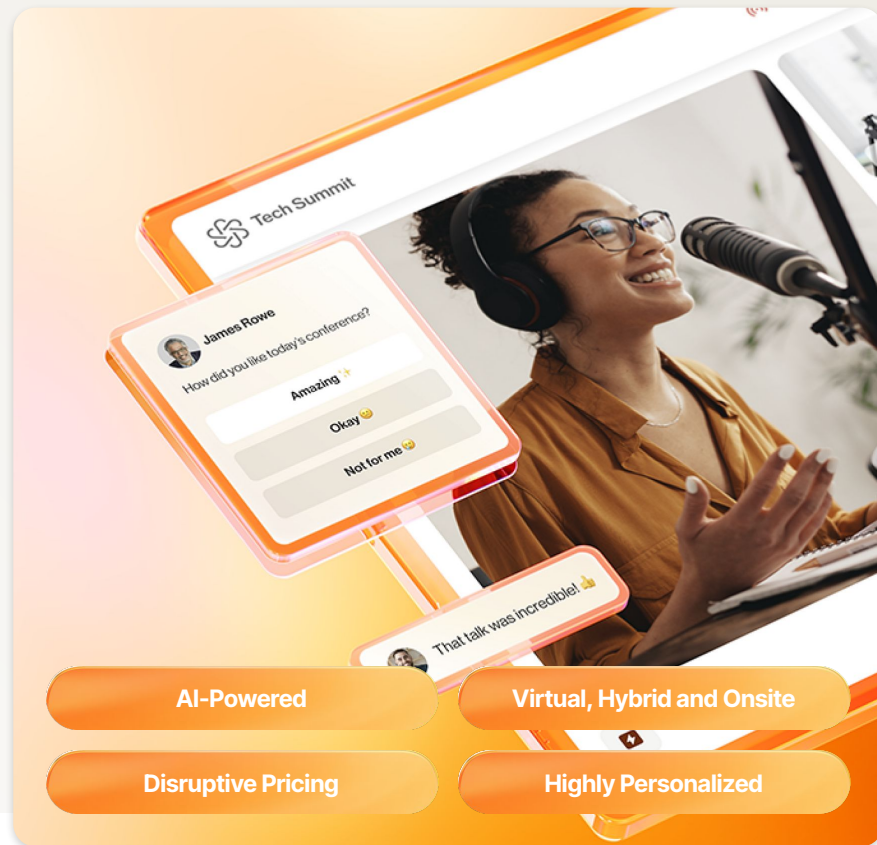 Tech Summit
James Rowe
How did you like today's conference?
Amazing ✨
Okay 🙂
Not for me 🥲
That talk was incredible! 👍
AI-Powered
Virtual, Hybrid and Onsite
Disruptive Pricing
Highly Personalized